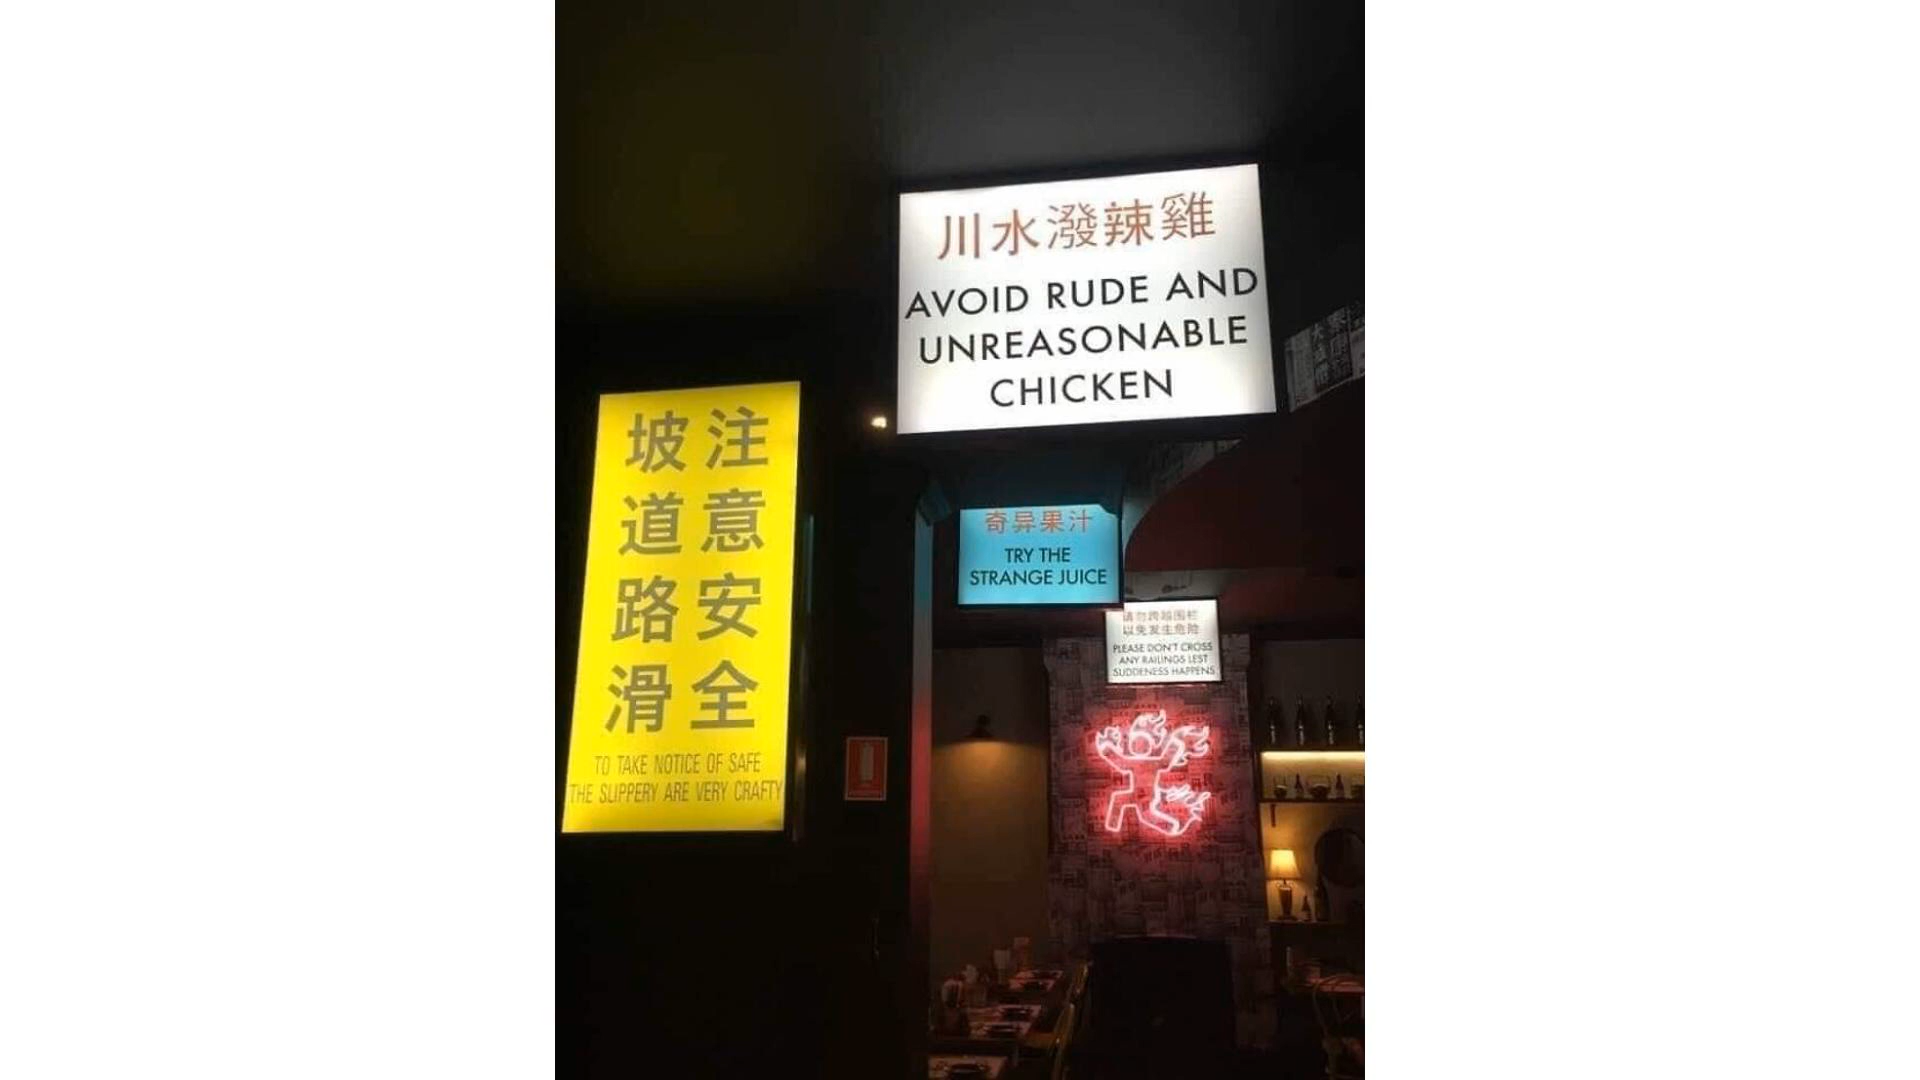 川水潑辣雞
AVOID RUDE AND
UNREASONABLE
CHICKEN
注意安全
坡道路滑
TO TAKE NOTICE OF SAFE
THE SLIPPERY ARE VERY CRAFTY
奇异果汁
TRY THE
STRANGE JUICE
请勿跨越围栏
以免发生危险
PLEASE DON'T CROSS
ANY RAILINGS LEST
SUDDENESS HAPPENS